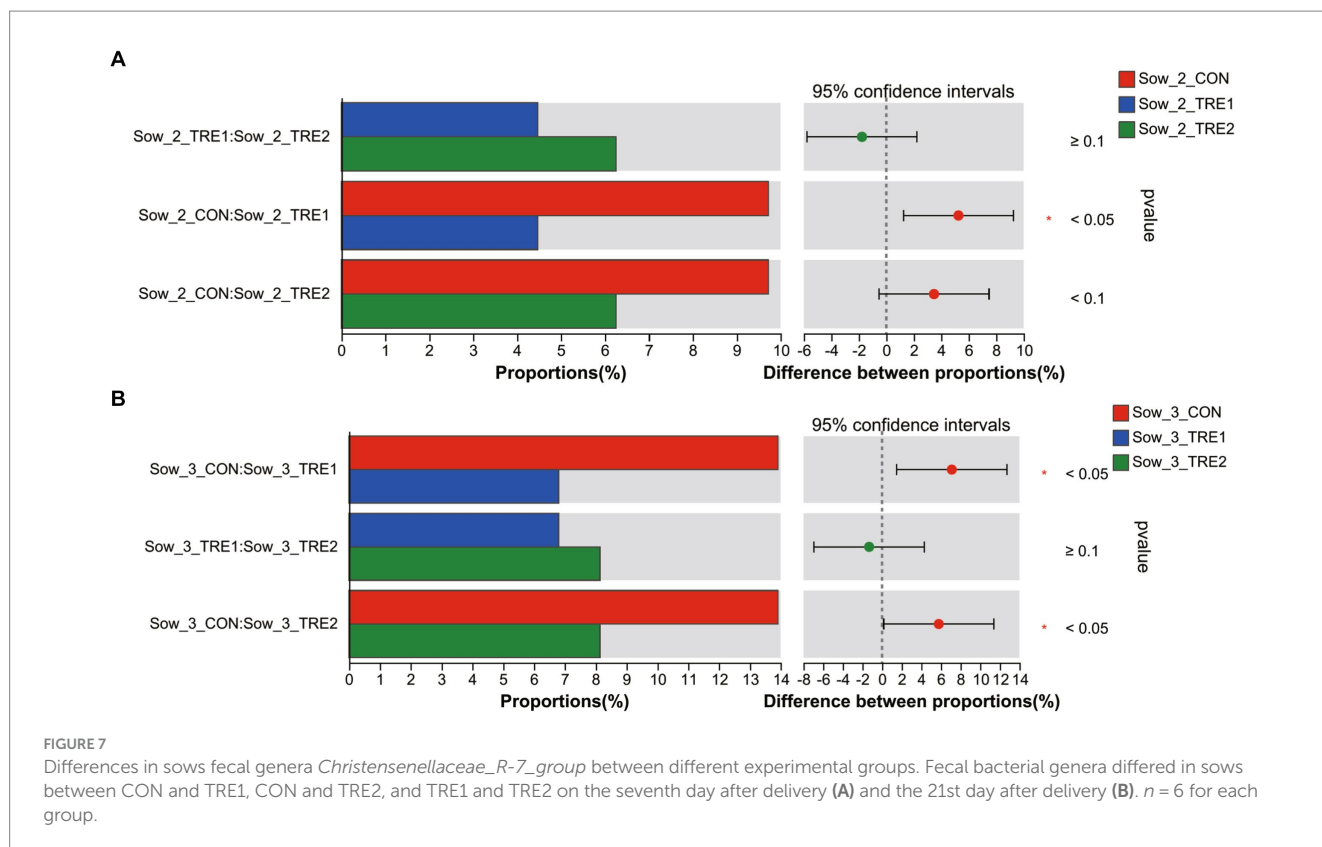 A
95% confidence intervals
Sow_2_CON
Sow_2_TRE1
Sow_2_TRE2
Sow_2_TRE1:Sow_2_TRE2
≥ 0.1
Sow_2_CON:Sow_2_TRE1
* < 0.05
Sow_2_CON:Sow_2_TRE2
< 0.1
pvalue
0 1 2 3 4 5 6 7 8 9 10
-6 -4 -2 0 2 4 6 8 10
Proportions(%)
Difference between proportions(%)
B
95% confidence intervals
Sow_3_CON
Sow_3_TRE1
Sow_3_TRE2
Sow_3_CON:Sow_3_TRE1
* < 0.05
Sow_3_TRE1:Sow_3_TRE2
≥ 0.1
Sow_3_CON:Sow_3_TRE2
* < 0.05
pvalue
0 1 2 3 4 5 6 7 8 9 10 11 12 13 14
-8 -6 -4 -2 0 2 4 6 8 10 12 14
Proportions(%)
Difference between proportions(%)
FIGURE 7
Differences in sows fecal genera Christensenellaceae_R-7_group between different experimental groups. Fecal bacterial genera differed in sows
between CON and TRE1, CON and TRE2, and TRE1 and TRE2 on the seventh day after delivery (A) and the 21st day after delivery (B). n = 6 for each
group.